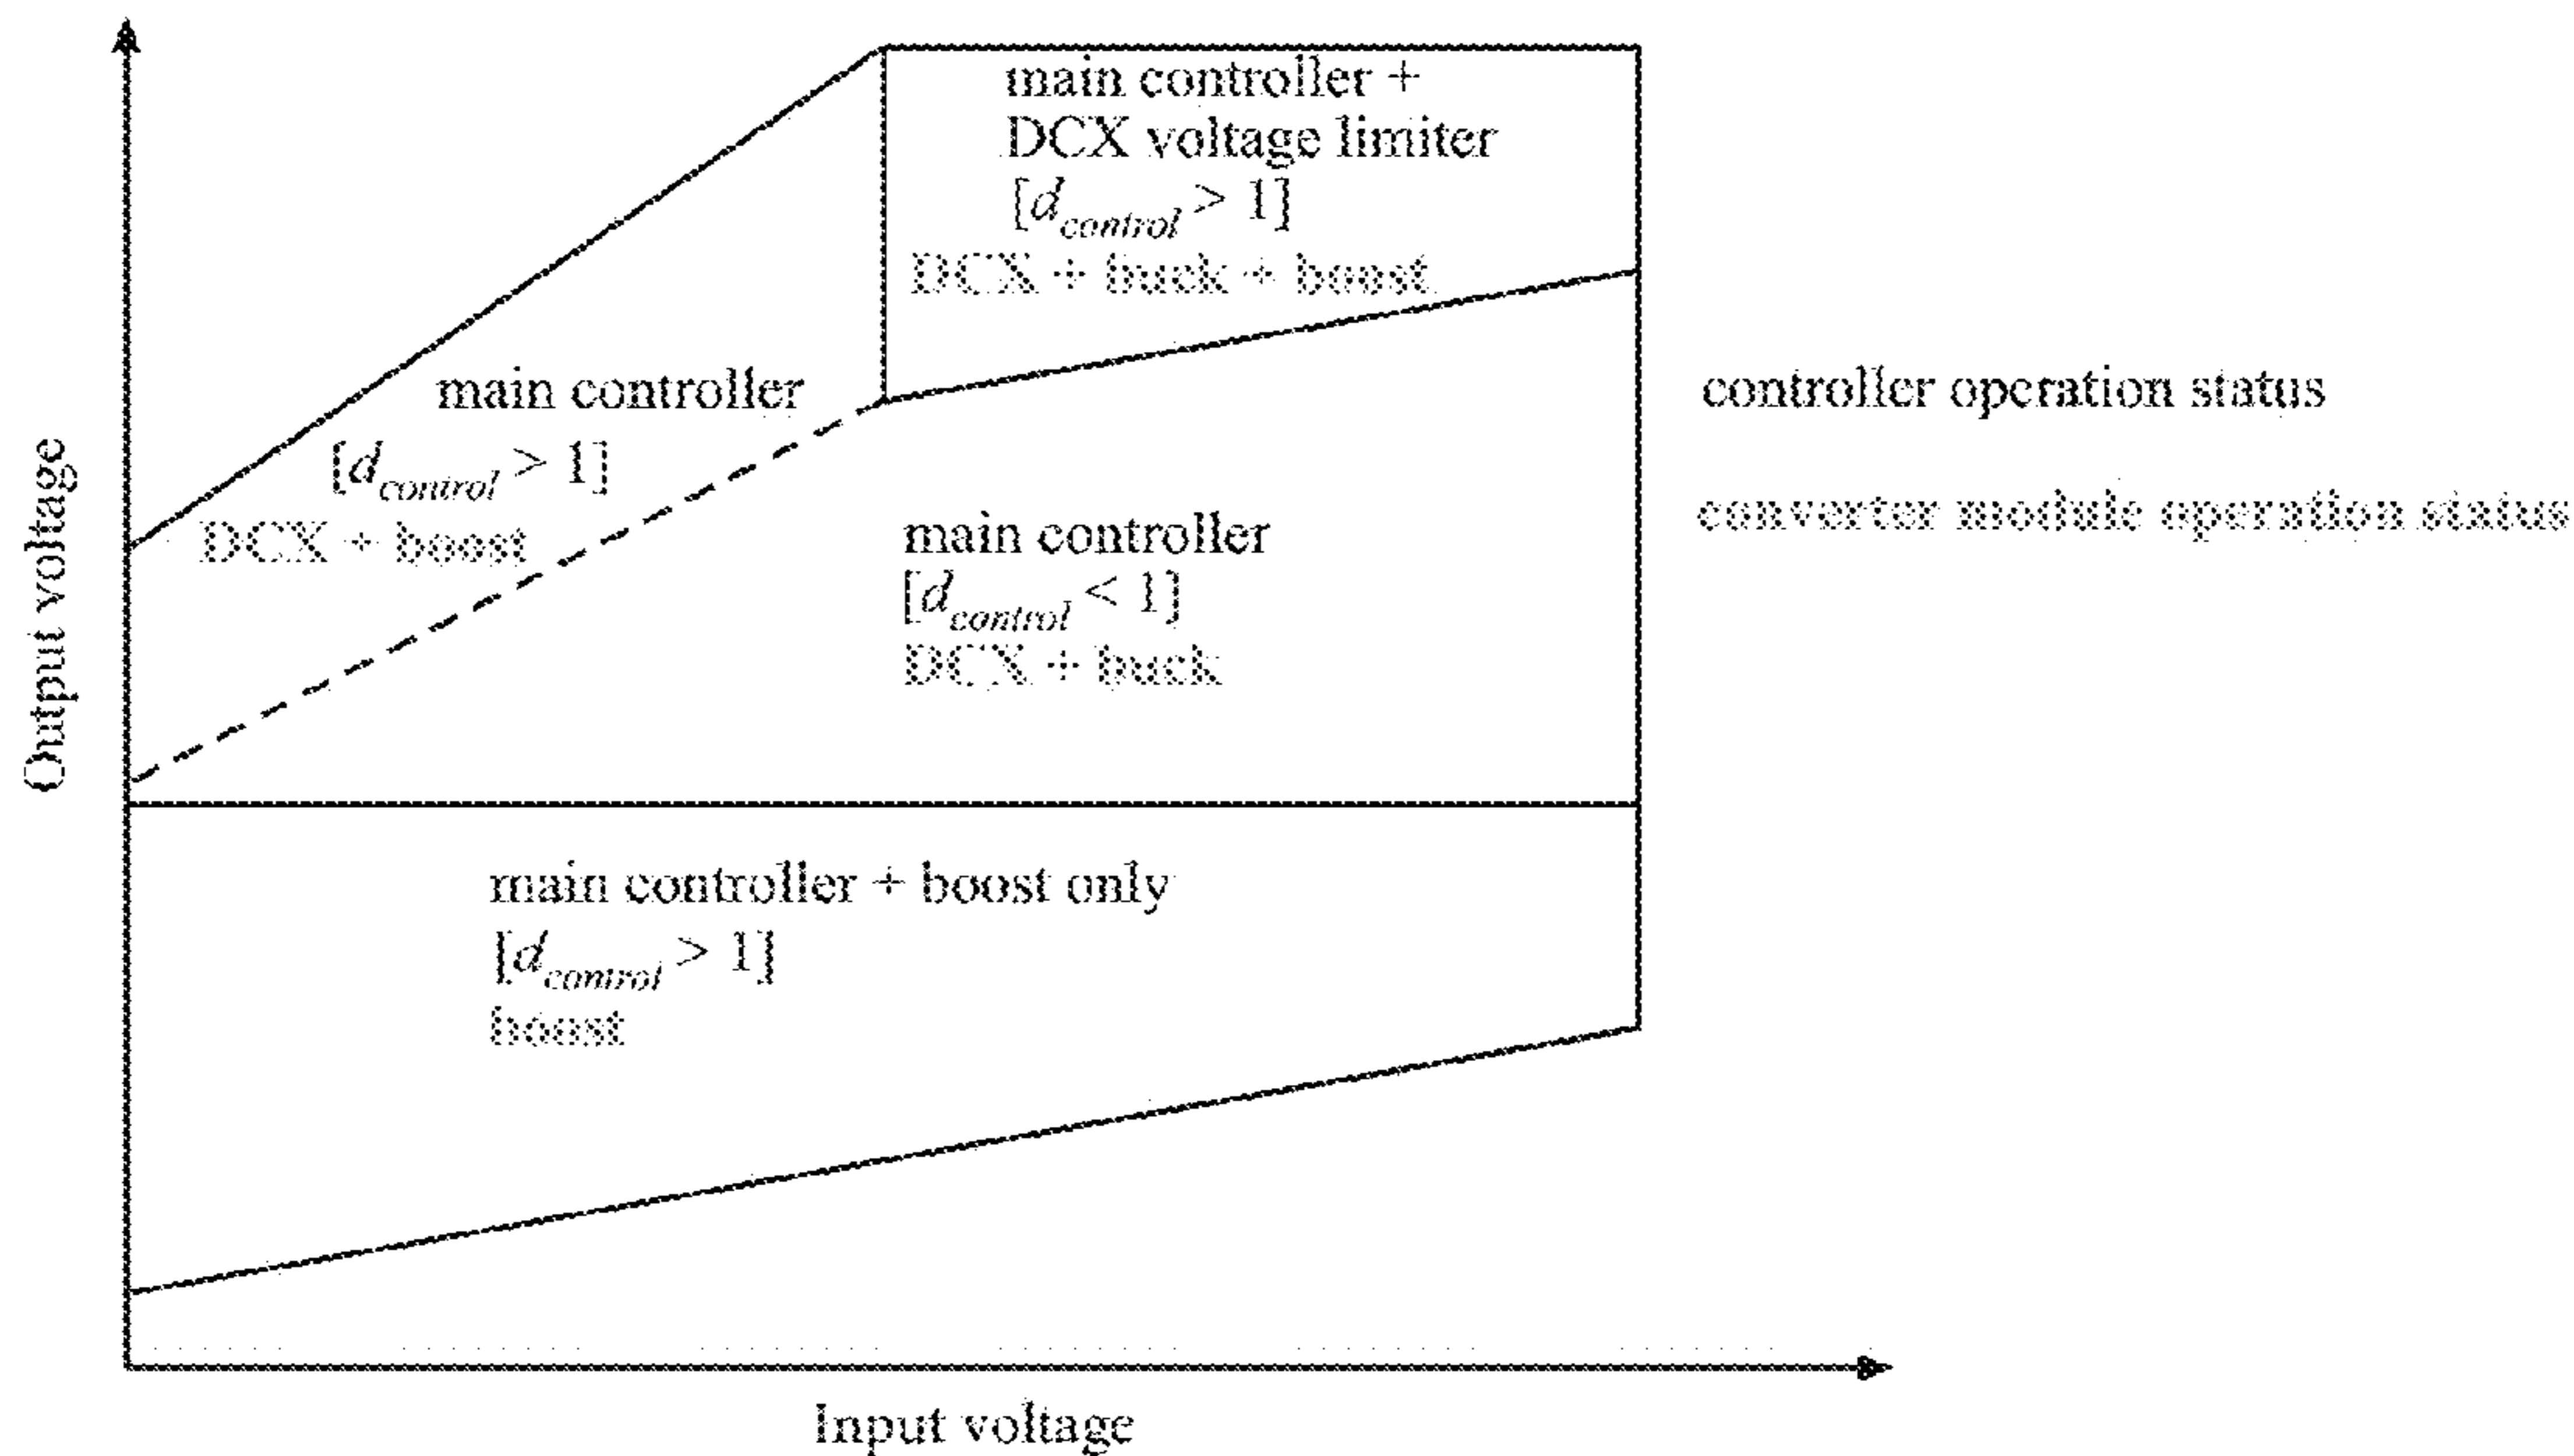 main controller +
DCX voltage limiter
[d_control > 1]
DCX + buck + boost
main controller
[d_control > 1]
DCX + boost
main controller
[d_control < 1]
DCX + buck
main controller + boost only
[d_control > 1]
boost
controller operation status
converter module operation status
Output voltage
Input voltage